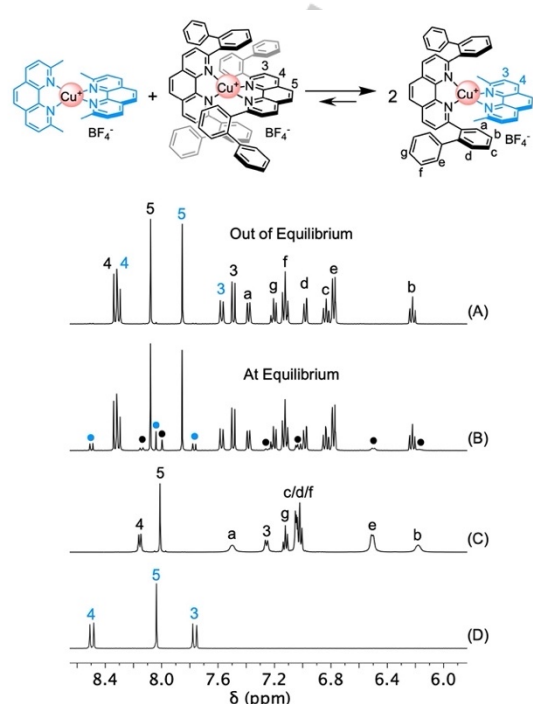 Cu⁺ N N N N BF₄⁻
+
Cu⁺ N N N N 3 4 5 BF₄⁻
2
Cu⁺ N N N N 3 4 a b c d e f g BF₄⁻
5 5
Out of Equilibrium
4 4 3 3 a g f d c e b
(A)
At Equilibrium
(B)
5 c/d/f
4 a 3 g e b
(C)
5
4 3
(D)
8.4 8.0 7.6 7.2 6.8 6.4 6.0
δ (ppm)